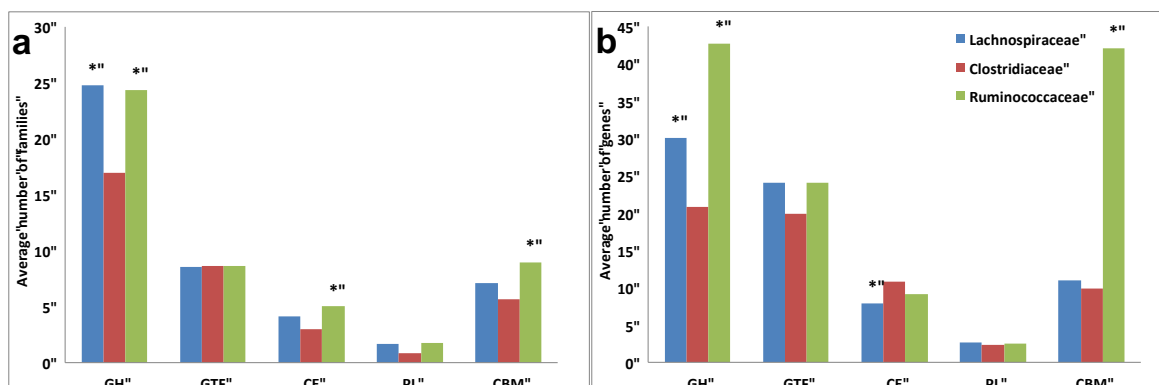 a
Average"number"of"families"
30"
25"
20"
15"
10"
5"
0"
*" *"
*"
*"
GH" GTF" CE" PL" CBM"
b
Average"number"of"genes"
45"
40"
35"
30"
25"
20"
15"
10"
5"
0"
*" *"
*"
*"
Lachnospiraceae"
Clostridiaceae"
Ruminococcaceae"
GH" GTF" CE" PL" CBM"